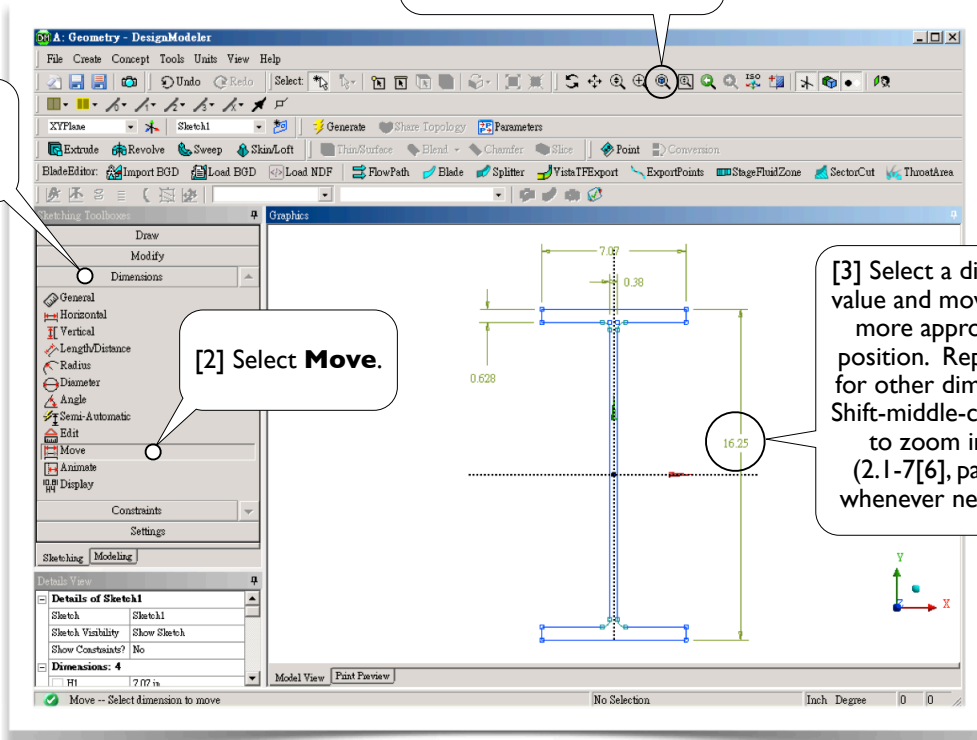 A: Geometry - DesignModeler
File Create Concept Tools Units View Help
Undo Redo Select: ISO
XYPlane Sketch1 Generate Share Topology Parameters
Extrude Revolve Sweep Skin/Loft Thin/Surface Blend Chamfer Slice Point Conversion
BladeEditor: Import BGD Load BGD Load NDF FlowPath Blade Splitter VistaTFExport ExportPoints StageFluidZone SectorCut ThroatArea
Sketching Toolboxes
Graphics
Draw
Modify
Dimensions
General
Horizontal
Vertical
Length/Distance
Radius
Diameter
Angle
Semi-Automatic
Edit
Move
Animate
Display
Constraints
Settings
Sketching Modeling
[2] Select Move.
7.07
0.38
0.628
16.25
[3] Select a di
value and mov
more appro
position. Rep
for other dim
Shift-middle-c
to zoom i
(2.1-7[6], pa
whenever ne
Y
Z
X
Details View
Details of Sketch1
Sketch Sketch1
Sketch Visibility Show Sketch
Show Constraints? No
Dimensions: 4
H1 7.07 in
Model View Print Preview
Move -- Select dimension to move No Selection Inch Degree 0 0